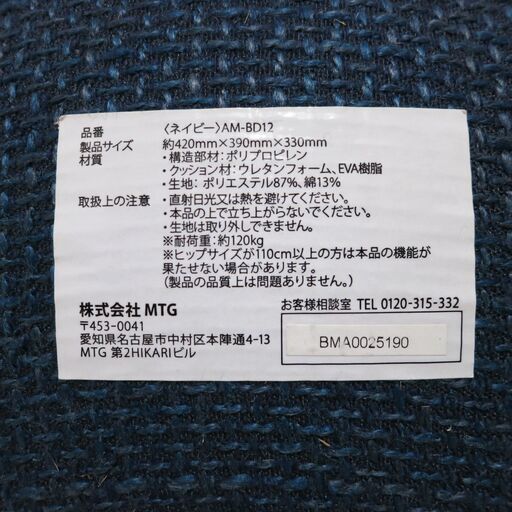 品番 〈ネイビー〉AM-BD12
製品サイズ 約420mm×390mm×330mm
材質 ・構造部材：ポリプロピレン
・クッション材：ウレタンフォーム、EVA樹脂
・生地：ポリエステル87%、綿13%
取扱上の注意 ・直射日光又は熱を避けてください。
・本品の上で立ち上がらないでください。
・生地は取り外しできません。
※耐荷重：約120kg
※ヒップサイズが110cm以上の方は本品の機能が
果たせない場合があります。
（製品の品質上は問題ありません。）
株式会社 MTG
〒453-0041
愛知県名古屋市中村区本陣通4-13
MTG 第2HIKARIビル
お客様相談室 TEL 0120-315-332
BMA0025190